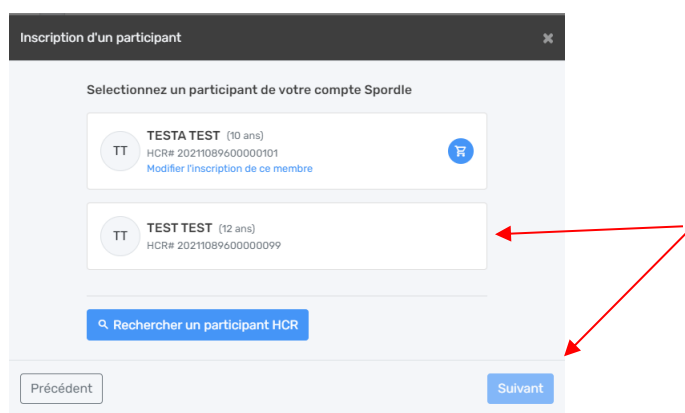 Inscription d'un participant
Selectionnez un participant de votre compte Spordle
TT
TESTA TEST (10 ans)
HCR# 20211089600000101
Modifier l'inscription de ce membre
TT
TEST TEST (12 ans)
HCR# 20211089600000099
Rechercher un participant HCR
Précédent
Suivant